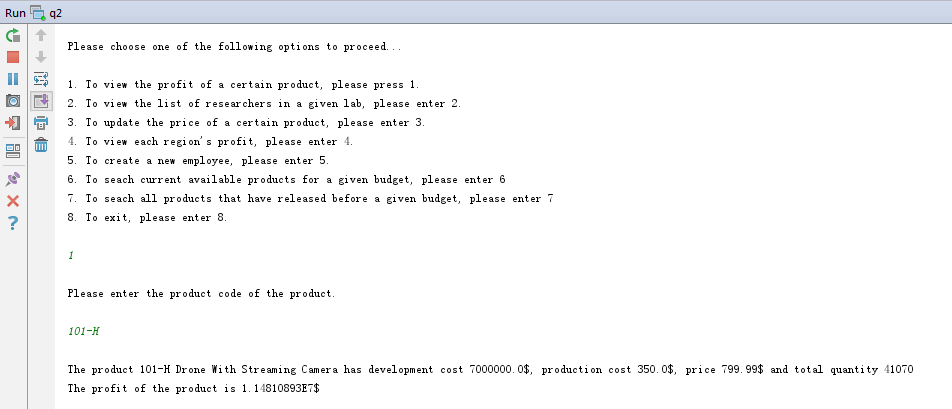 Run q2
Please choose one of the following options to proceed...
1. To view the profit of a certain product, please press 1.
2. To view the list of researchers in a given lab, please enter 2.
3. To update the price of a certain product, please enter 3.
4. To view each region's profit, please enter 4.
5. To create a new employee, please enter 5.
6. To seach current available products for a given budget, please enter 6
7. To seach all products that have released before a given budget, please enter 7
8. To exit, please enter 8.
1
Please enter the product code of the product.
101-H
The product 101-H Drone With Streaming Camera has development cost 7000000.0$, production cost 350.0$, price 799.99$ and total quantity 41070
The profit of the product is 1.14810893E7$